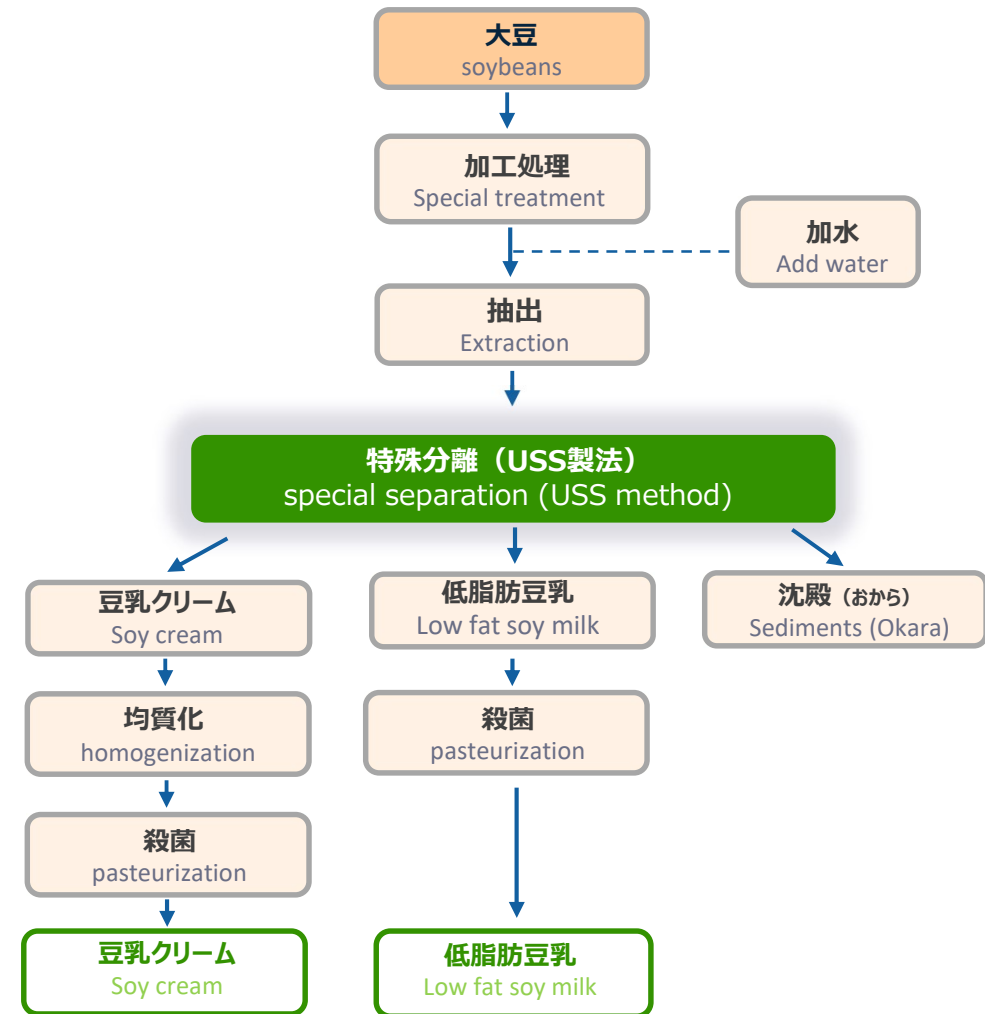 大豆
soybeans
加工処理
Special treatment
加水
Add water
抽出
Extraction
特殊分離（USS製法）
special separation (USS method)
豆乳クリーム
Soy cream
低脂肪豆乳
Low fat soy milk
沈殿（おから）
Sediments (Okara)
均質化
homogenization
殺菌
pasteurization
殺菌
pasteurization
豆乳クリーム
Soy cream
低脂肪豆乳
Low fat soy milk